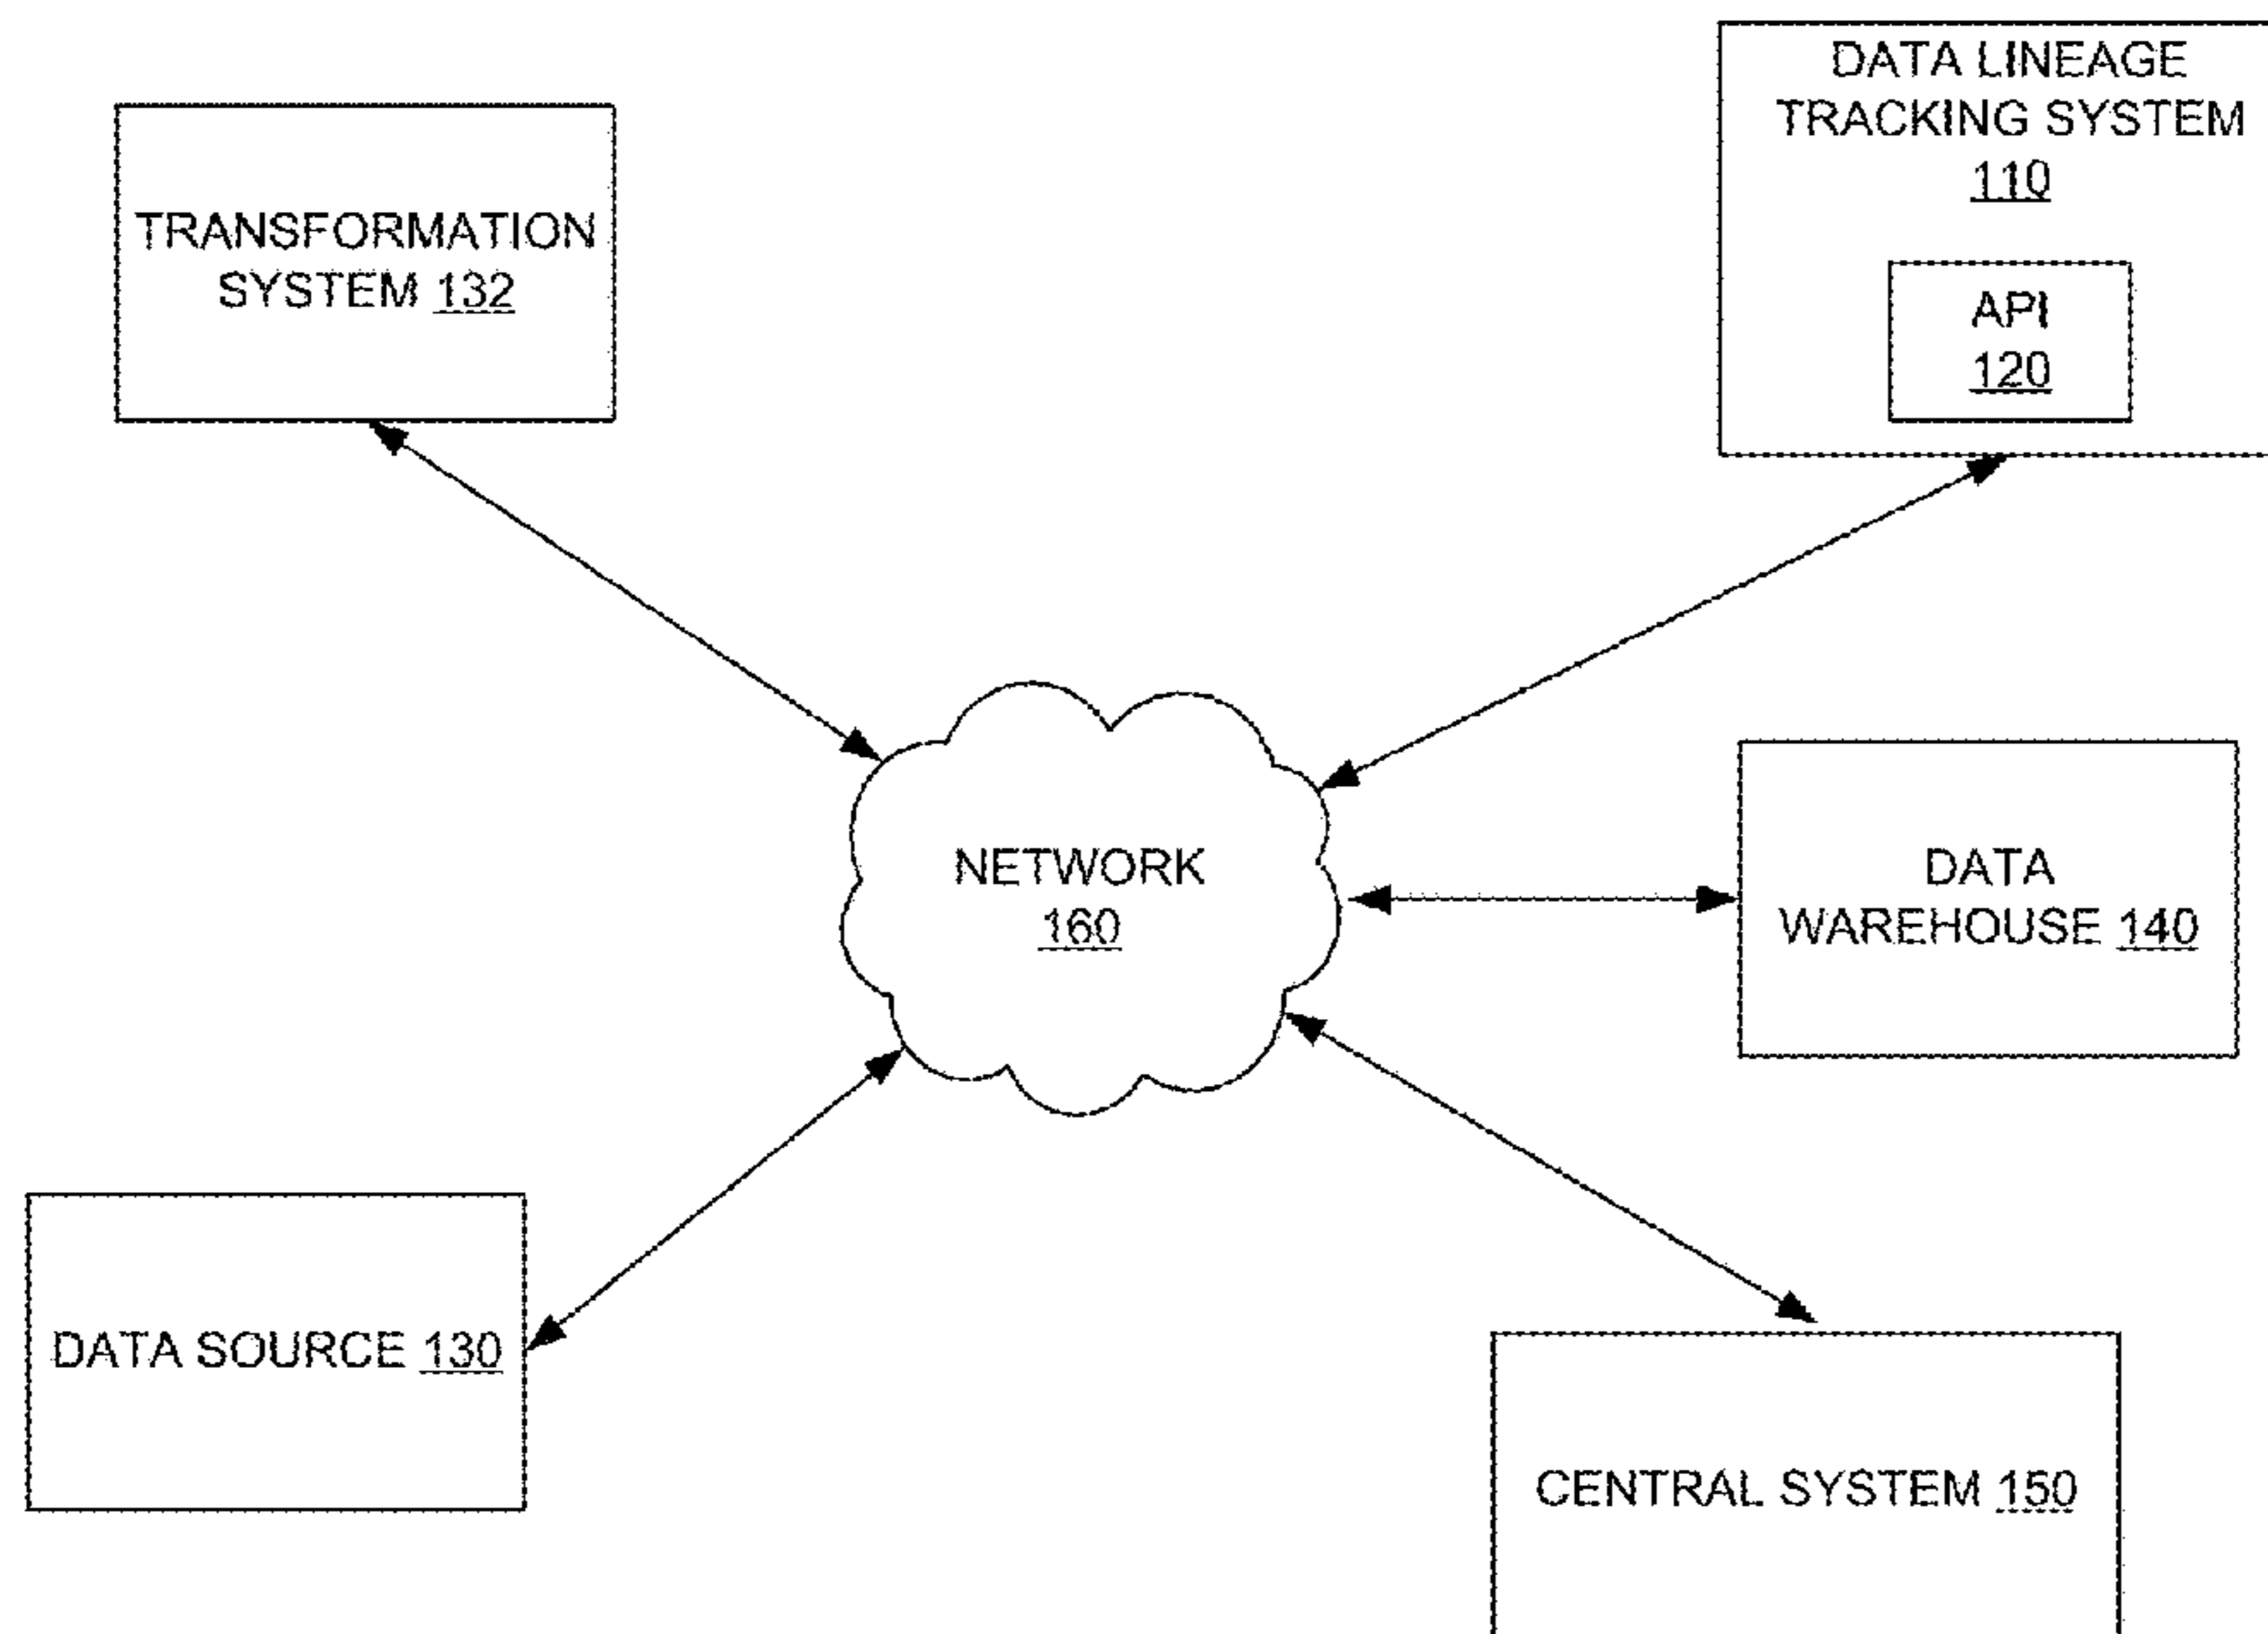 DATA LINEAGE
TRACKING SYSTEM
110
API
120
TRANSFORMATION
SYSTEM 132
NETWORK
160
DATA
WAREHOUSE 140
DATA SOURCE 130
CENTRAL SYSTEM 150